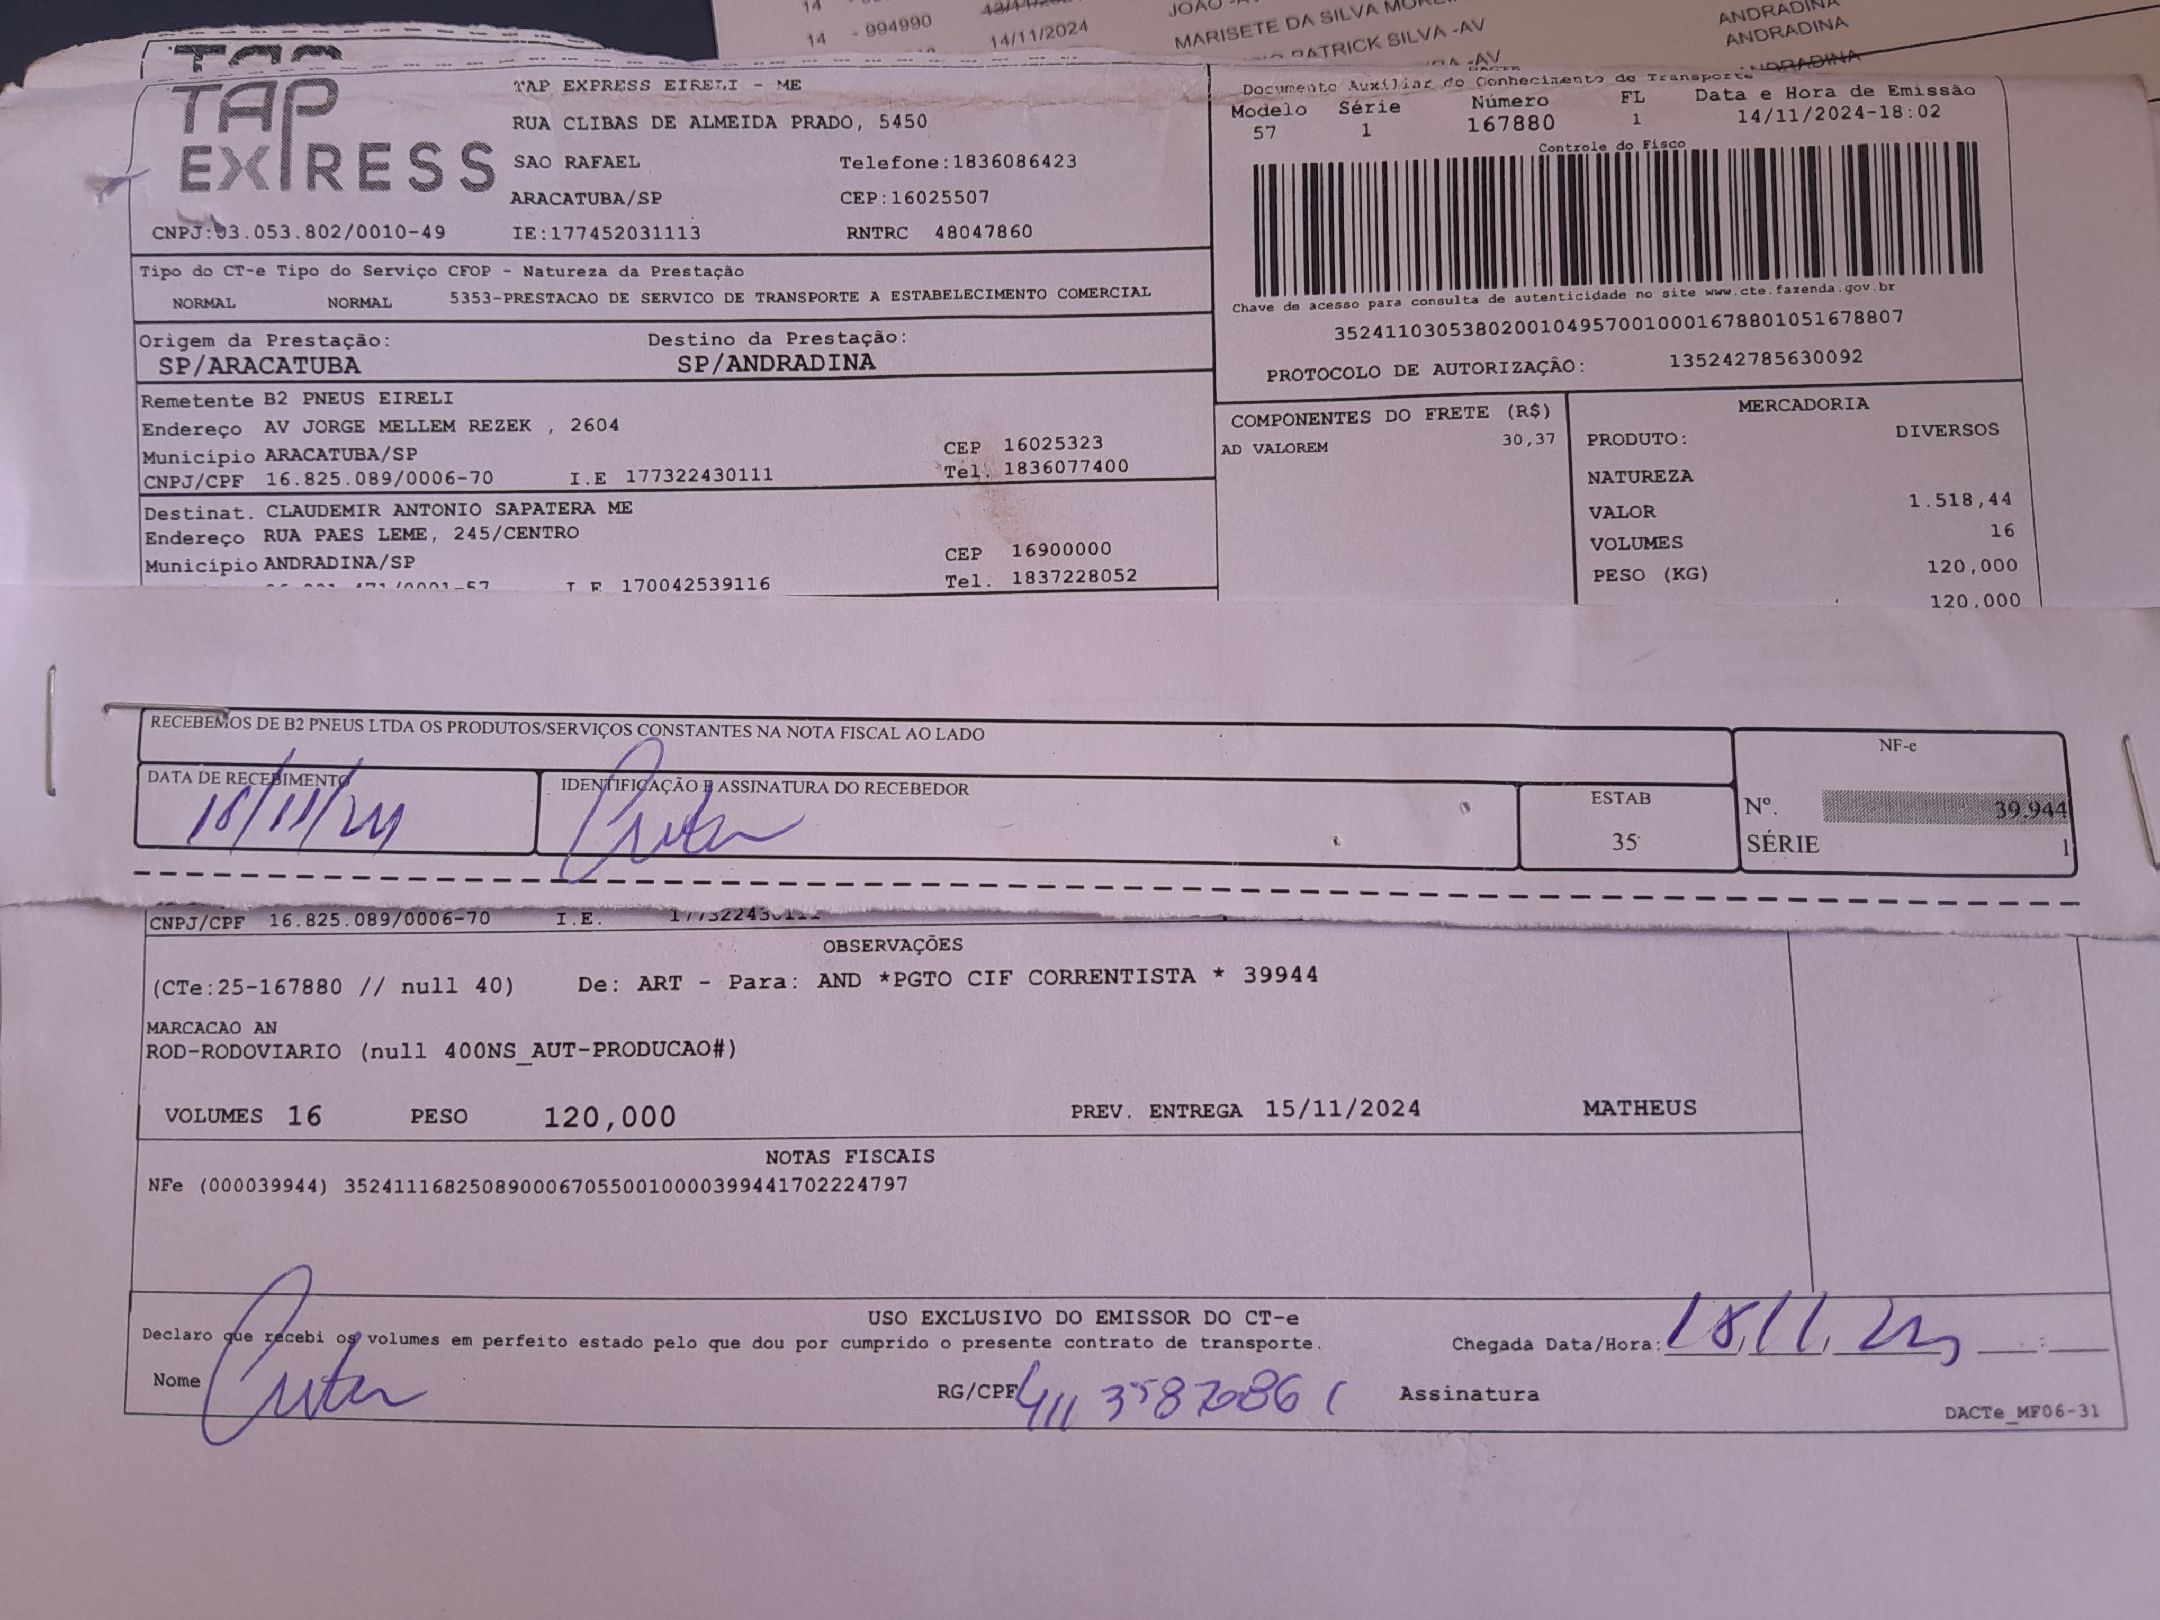 14 - 994990 14/11/2024 MARISETE DA SILVA ANDRADINA
14 PATRICK SILVA -AV ANDRADINA
-AV ANDRADINA
TAP EXPRESS
TAP EXPRESS EIRELI - ME
RUA CLIBAS DE ALMEIDA PRADO, 5450
SAO RAFAEL Telefone:1836086423
ARACATUBA/SP CEP:16025507
CNPJ:03.053.802/0010-49 IE:177452031113 RNTRC 48047860
Documento Auxiliar do Conhecimento de Transporte
Modelo Série Número FL Data e Hora de Emissão
57 1 167880 1 14/11/2024-18:02
Controle do Fisco
Chave de acesso para consulta de autenticidade no site www.cte.fazenda.gov.br
35241103053802001049570010001678801051678807
PROTOCOLO DE AUTORIZAÇÃO: 135242785630092
Tipo do CT-e Tipo do Serviço CFOP - Natureza da Prestação
NORMAL NORMAL 5353-PRESTACAO DE SERVICO DE TRANSPORTE A ESTABELECIMENTO COMERCIAL
Origem da Prestação: Destino da Prestação:
SP/ARACATUBA SP/ANDRADINA
Remetente B2 PNEUS EIRELI
Endereço AV JORGE MELLEM REZEK , 2604
Município ARACATUBA/SP CEP 16025323
CNPJ/CPF 16.825.089/0006-70 I.E 177322430111 Tel. 1836077400
Destinat. CLAUDEMIR ANTONIO SAPATERA ME
Endereço RUA PAES LEME, 245/CENTRO
Município ANDRADINA/SP CEP 16900000
I E 170042539116 Tel. 1837228052
COMPONENTES DO FRETE (R$)
AD VALOREM 30,37
MERCADORIA
PRODUTO: DIVERSOS
NATUREZA
VALOR 1.518,44
VOLUMES 16
PESO (KG) 120,000
120,000
RECEBEMOS DE B2 PNEUS LTDA OS PRODUTOS/SERVIÇOS CONSTANTES NA NOTA FISCAL AO LADO
DATA DE RECEBIMENTO IDENTIFICAÇÃO E ASSINATURA DO RECEBEDOR
18/11/24
ESTAB
35
NF-e
Nº. 39.944
SÉRIE 1
CNPJ/CPF 16.825.089/0006-70 I.E.
OBSERVAÇÕES
(CTe:25-167880 // null 40) De: ART - Para: AND *PGTO CIF CORRENTISTA * 39944
MARCACAO AN
ROD-RODOVIARIO (null 400NS_AUT-PRODUCAO#)
VOLUMES 16 PESO 120,000 PREV. ENTREGA 15/11/2024 MATHEUS
NOTAS FISCAIS
NFe (000039944) 35241116825089000670550010000399441702224797
USO EXCLUSIVO DO EMISSOR DO CT-e
Declaro que recebi os volumes em perfeito estado pelo que dou por cumprido o presente contrato de transporte. Chegada Data/Hora: 18 11 24 :
Nome RG/CPF Assinatura
DACTe_MF06-31